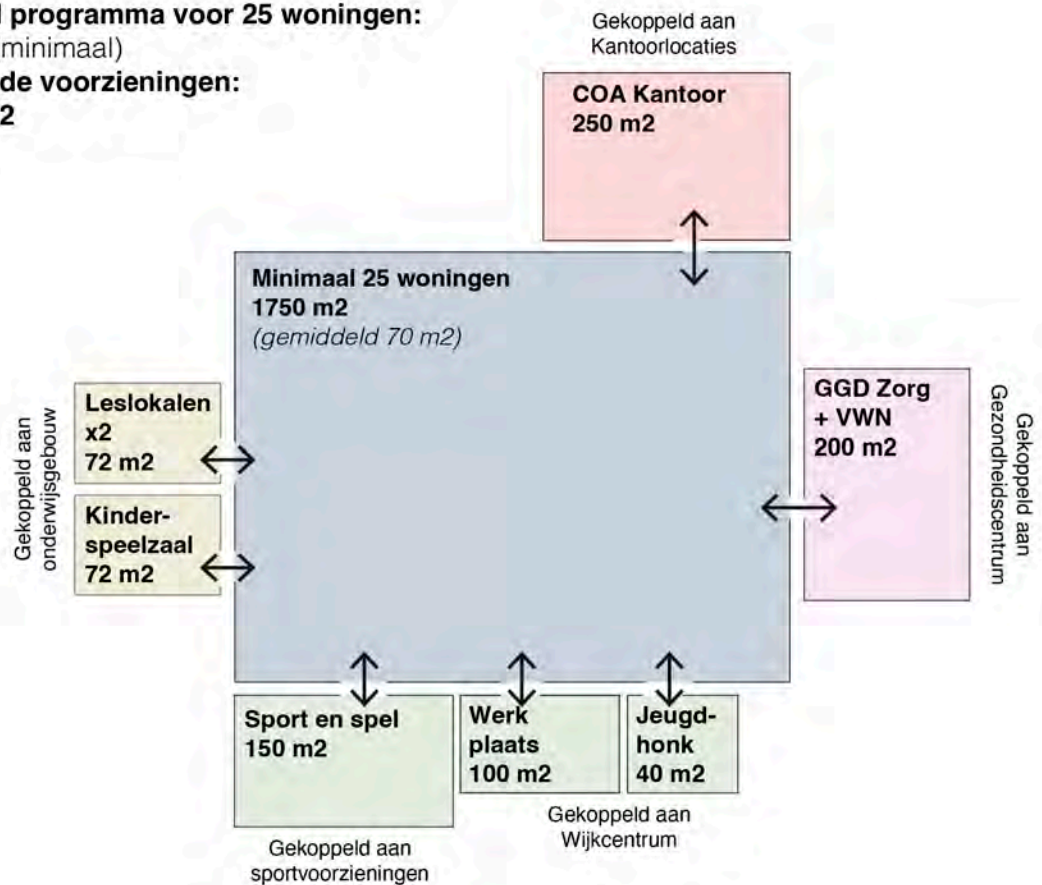 programma voor 25 woningen:
minimaal)
de voorzieningen:
2
Gekoppeld aan
Kantoorlocaties
COA Kantoor
250 m2
Minimaal 25 woningen
1750 m2
(gemiddeld 70 m2)
Leslokalen
x2
72 m2
Kinder-
speelzaal
72 m2
Gekoppeld aan
onderwijsgebouw
GGD Zorg
+ VWN
200 m2
Gekoppeld aan
Gezondheidscentrum
Sport en spel
150 m2
Werk
plaats
100 m2
Jeugd-
honk
40 m2
Gekoppeld aan
Wijkcentrum
Gekoppeld aan
sportvoorzieningen